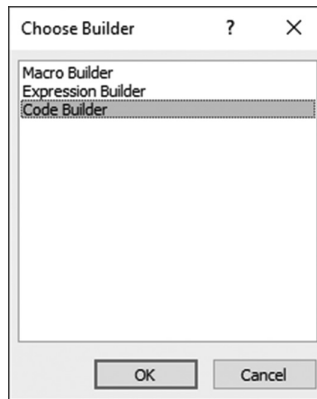 Choose Builder ? ×
Macro Builder
Expression Builder
Code Builder
OK Cancel